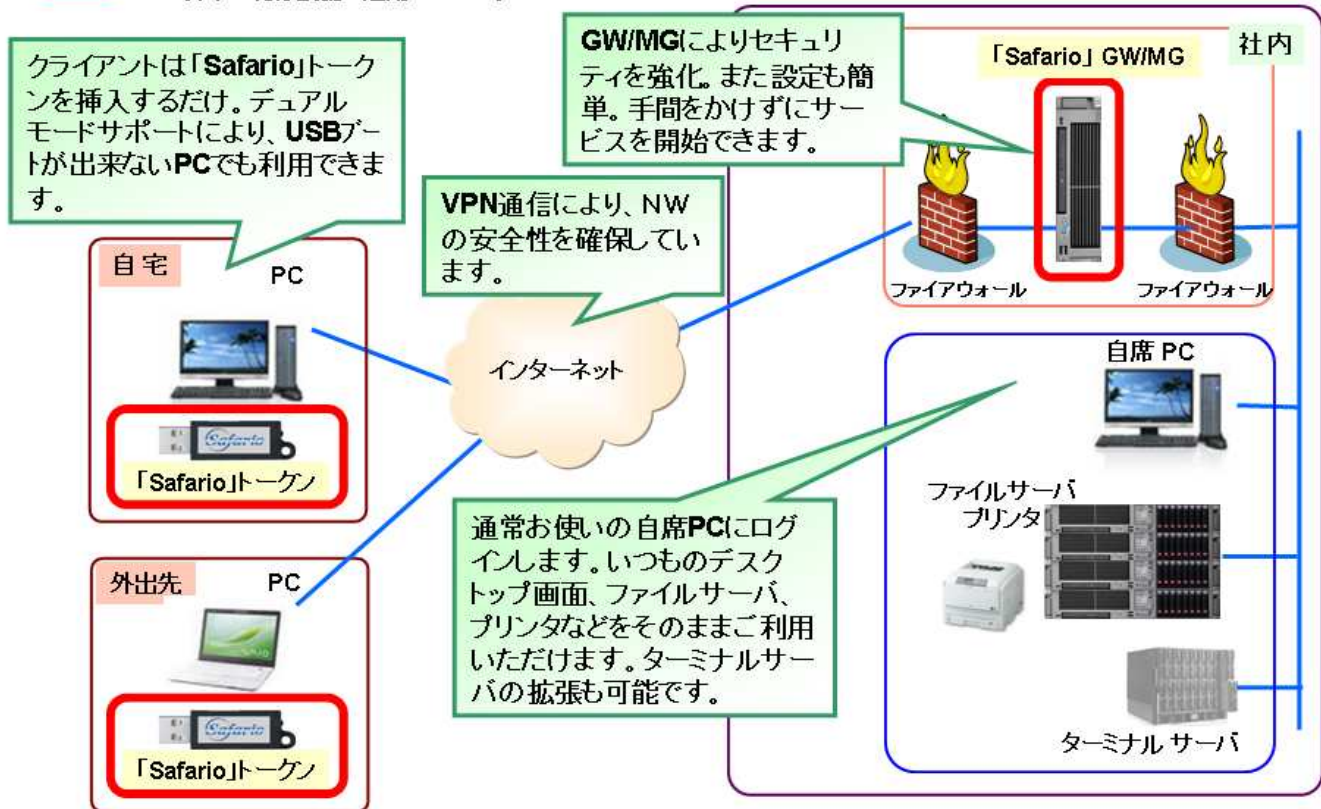 クライアントは「Safario」トーク
ンを挿入するだけ。デュアル
モードサポートにより、USBブー
トが出来ないPCでも利用できま
す。
GW/MGによりセキュリ
ティを強化。また設定も簡
単。手間をかけずにサー
ビスを開始できます。
「Safario」GW/MG
社内
VPN通信により、NW
の安全性を確保してい
ます。
ファイアウォール
ファイアウォール
自宅
PC
Safario
「Safario」トークン
インターネット
自席 PC
ファイルサーバ
プリンタ
通常お使いの自席PCにログ
インします。いつものデスク
トップ画面、ファイルサーバ、
プリンタなどをそのままご利用
いただけます。ターミナルサー
バの拡張も可能です。
外出先
PC
Safario
「Safario」トークン
ターミナル サーバ